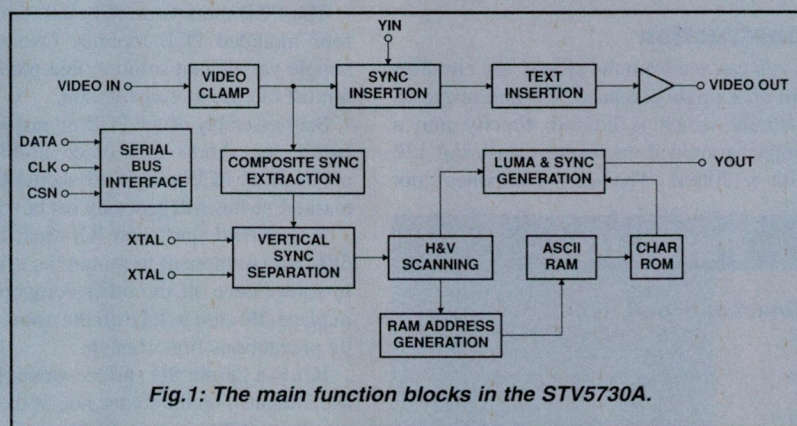 YIN
VIDEO IN
VIDEO
CLAMP
SYNC
INSERTION
TEXT
INSERTION
VIDEO OUT
DATA
CLK
CSN
SERIAL
BUS
INTERFACE
COMPOSITE SYNC
EXTRACTION
LUMA & SYNC
GENERATION
YOUT
XTAL
XTAL
VERTICAL
SYNC
SEPARATION
H&V
SCANNING
ASCII
RAM
CHAR
ROM
RAM ADDRESS
GENERATION
Fig.1: The main function blocks in the STV5730A.